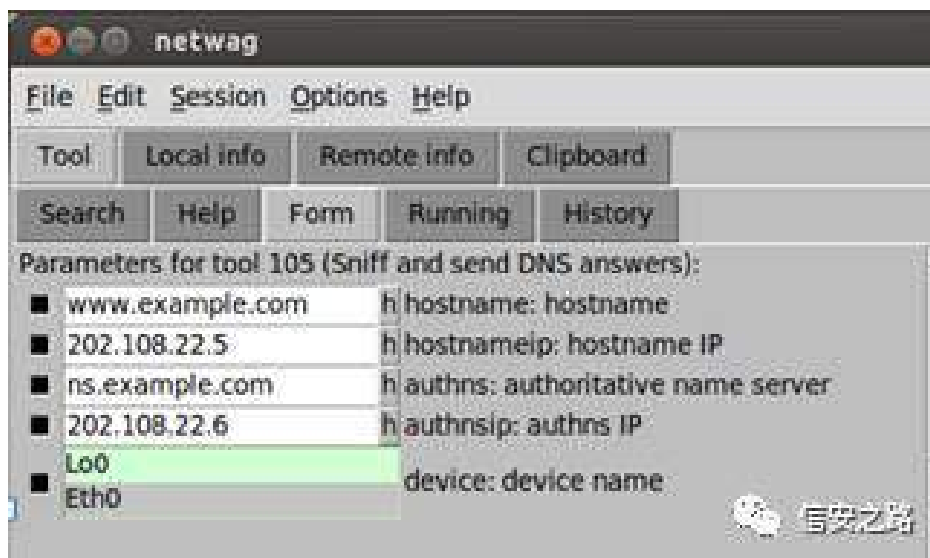 netwag
File Edit Session Options Help
Tool Local info Remote info Clipboard
Search Help Form Running History
Parameters for tool 105 (Sniff and send DNS answers):
www.example.com h hostname: hostname
202.108.22.5 h hostnameip: hostname IP
ns.example.com h authns: authoritative name server
202.108.22.6 h authnsip: authns IP
Lo0
Eth0
device: device name
信安之路